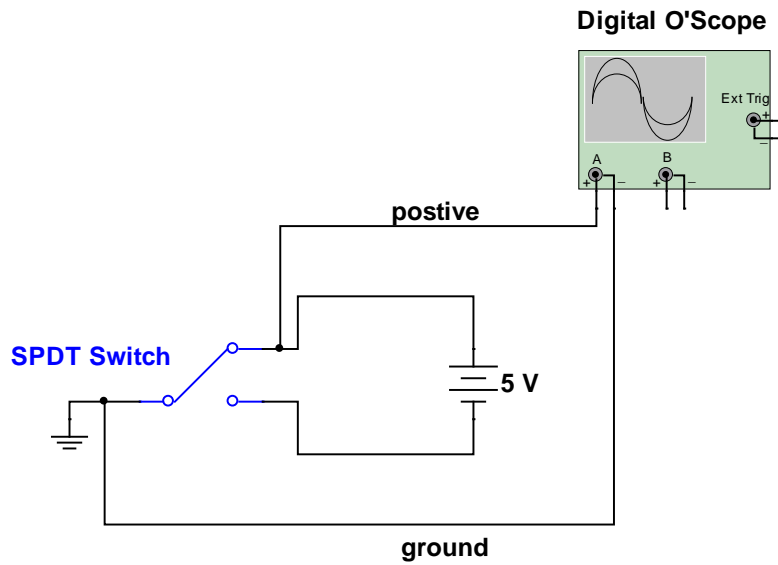 Digital O'Scope
Ext Trig
+
−
A
B
+ −
+ −
postive
SPDT Switch
5 V
ground